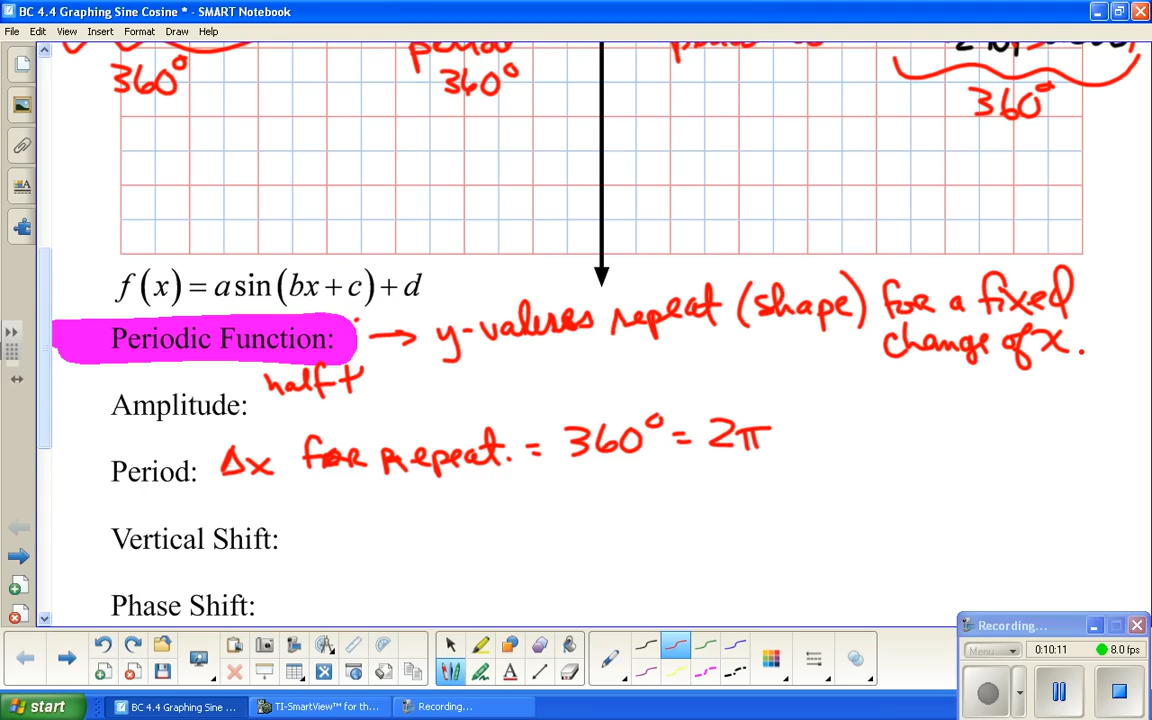 BC 4.4 Graphing Sine Cosine * - SMART Notebook
File Edit View Insert Format Draw Help
period
360° 360° 360°
f(x) = a sin(bx + c) + d
Periodic Function: → y-values repeat (shape) for a fixed
change of x.
half t
Amplitude:
Period: Δx for repeat. = 360° = 2π
Vertical Shift:
Phase Shift:
Recording...
Menu 0:10:11 8.0 fps
start BC 4.4 Graphing Sine ... TI-SmartView™ for th... Recording...